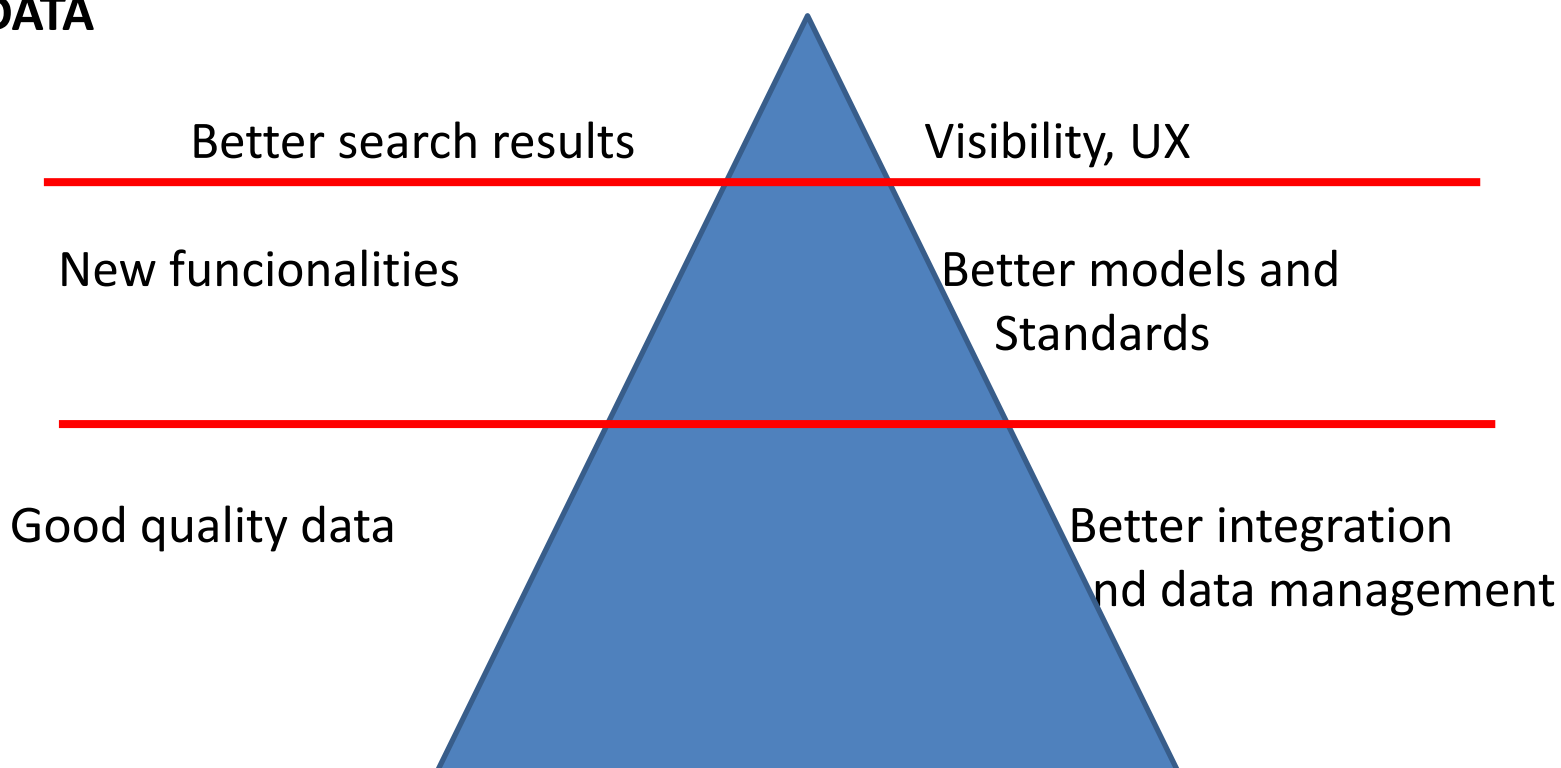 DATA
Better search results
Visibility, UX
New funcionalities
Better models and
Standards
Good quality data
Better integration
nd data management